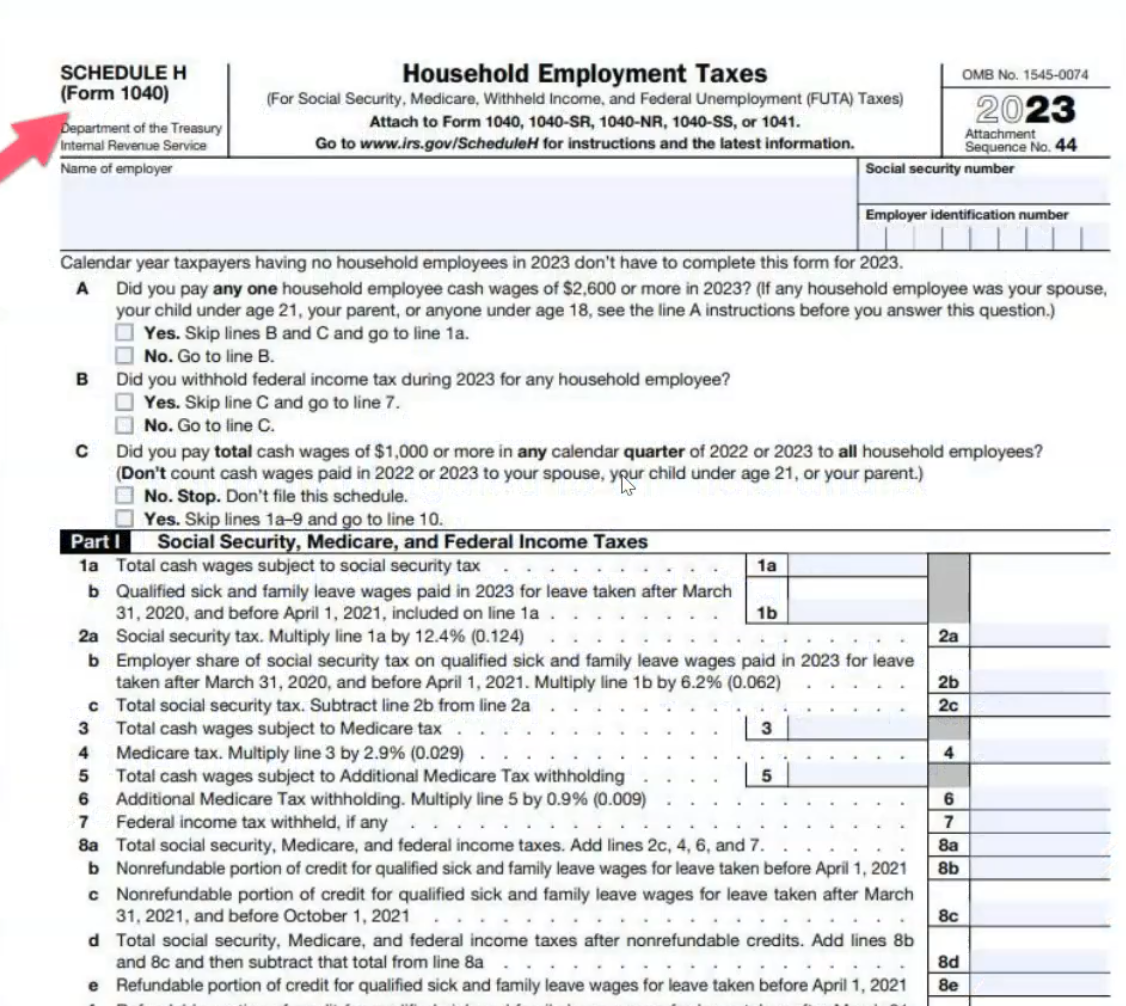 SCHEDULE H
(Form 1040)
Department of the Treasury
Internal Revenue Service
Household Employment Taxes
(For Social Security, Medicare, Withheld Income, and Federal Unemployment (FUTA) Taxes)
Attach to Form 1040, 1040-SR, 1040-NR, 1040-SS, or 1041.
Go to www.irs.gov/ScheduleH for instructions and the latest information.
OMB No. 1545-0074
2023
Attachment
Sequence No. 44
Name of employer
Social security number
Employer identification number
Calendar year taxpayers having no household employees in 2023 don't have to complete this form for 2023.
A Did you pay any one household employee cash wages of $2,600 or more in 2023? (If any household employee was your spouse,
your child under age 21, your parent, or anyone under age 18, see the line A instructions before you answer this question.)
Yes. Skip lines B and C and go to line 1a.
No. Go to line B.
B Did you withhold federal income tax during 2023 for any household employee?
Yes. Skip line C and go to line 7.
No. Go to line C.
C Did you pay total cash wages of $1,000 or more in any calendar quarter of 2022 or 2023 to all household employees?
(Don't count cash wages paid in 2022 or 2023 to your spouse, your child under age 21, or your parent.)
No. Stop. Don't file this schedule.
Yes. Skip lines 1a–9 and go to line 10.
Part I Social Security, Medicare, and Federal Income Taxes
1a Total cash wages subject to social security tax . . . . . . . . . . 1a
b Qualified sick and family leave wages paid in 2023 for leave taken after March
31, 2020, and before April 1, 2021, included on line 1a . . . . . . . . 1b
2a Social security tax. Multiply line 1a by 12.4% (0.124) . . . . . . . . . . . . . . . . 2a
b Employer share of social security tax on qualified sick and family leave wages paid in 2023 for leave
taken after March 31, 2020, and before April 1, 2021. Multiply line 1b by 6.2% (0.062) . . . . . 2b
c Total social security tax. Subtract line 2b from line 2a . . . . . . . . . . . . . . . 2c
3 Total cash wages subject to Medicare tax . . . . . . . . . . . 3
4 Medicare tax. Multiply line 3 by 2.9% (0.029) . . . . . . . . . . . . . . . . . . 4
5 Total cash wages subject to Additional Medicare Tax withholding . . . . 5
6 Additional Medicare Tax withholding. Multiply line 5 by 0.9% (0.009) . . . . . . . . . . . 6
7 Federal income tax withheld, if any . . . . . . . . . . . . . . . . . . . . 7
8a Total social security, Medicare, and federal income taxes. Add lines 2c, 4, 6, and 7. . . . . . . 8a
b Nonrefundable portion of credit for qualified sick and family leave wages for leave taken before April 1, 2021 8b
c Nonrefundable portion of credit for qualified sick and family leave wages for leave taken after March
31, 2021, and before October 1, 2021 . . . . . . . . . . . . . . . . . . . 8c
d Total social security, Medicare, and federal income taxes after nonrefundable credits. Add lines 8b
and 8c and then subtract that total from line 8a . . . . . . . . . . . . . . . . . 8d
e Refundable portion of credit for qualified sick and family leave wages for leave taken before April 1, 2021 8e